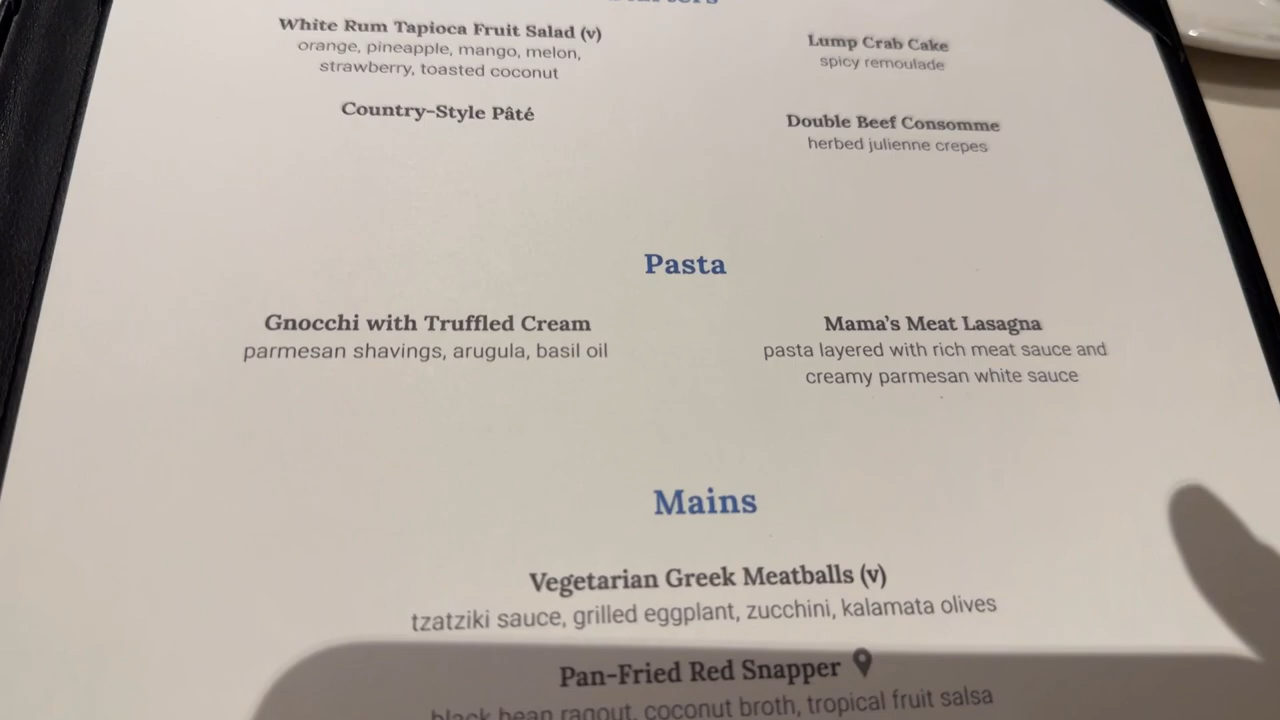 White Rum Tapioca Fruit Salad (v)
orange, pineapple, mango, melon,
strawberry, toasted coconut
Country-Style Pâté
Lump Crab Cake
spicy remoulade
Double Beef Consomme
herbed julienne crepes
Pasta
Gnocchi with Truffled Cream
parmesan shavings, arugula, basil oil
Mama's Meat Lasagna
pasta layered with rich meat sauce and
creamy parmesan white sauce
Mains
Vegetarian Greek Meatballs (v)
tzatziki sauce, grilled eggplant, zucchini, kalamata olives
Pan-Fried Red Snapper
black bean ragout, coconut broth, tropical fruit salsa